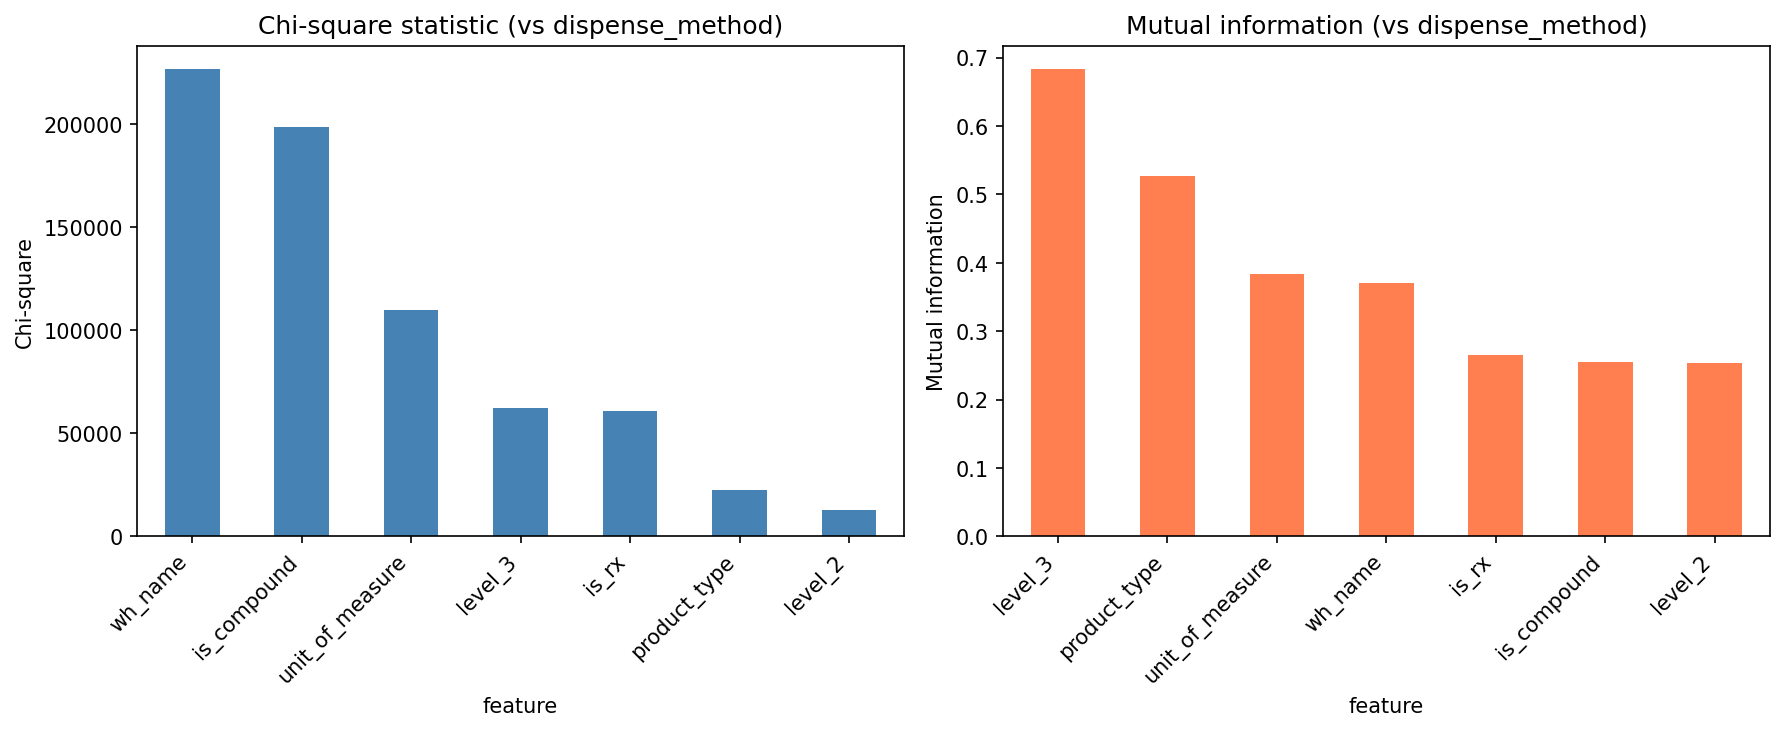 Chi-square statistic (vs dispense_method)
Chi-square
200000
150000
100000
50000
0
wh_name
is_compound
unit_of_measure
level_3
is_rx
product_type
level_2
feature
Mutual information (vs dispense_method)
Mutual information
0.7
0.6
0.5
0.4
0.3
0.2
0.1
0.0
level_3
product_type
unit_of_measure
wh_name
is_rx
is_compound
level_2
feature